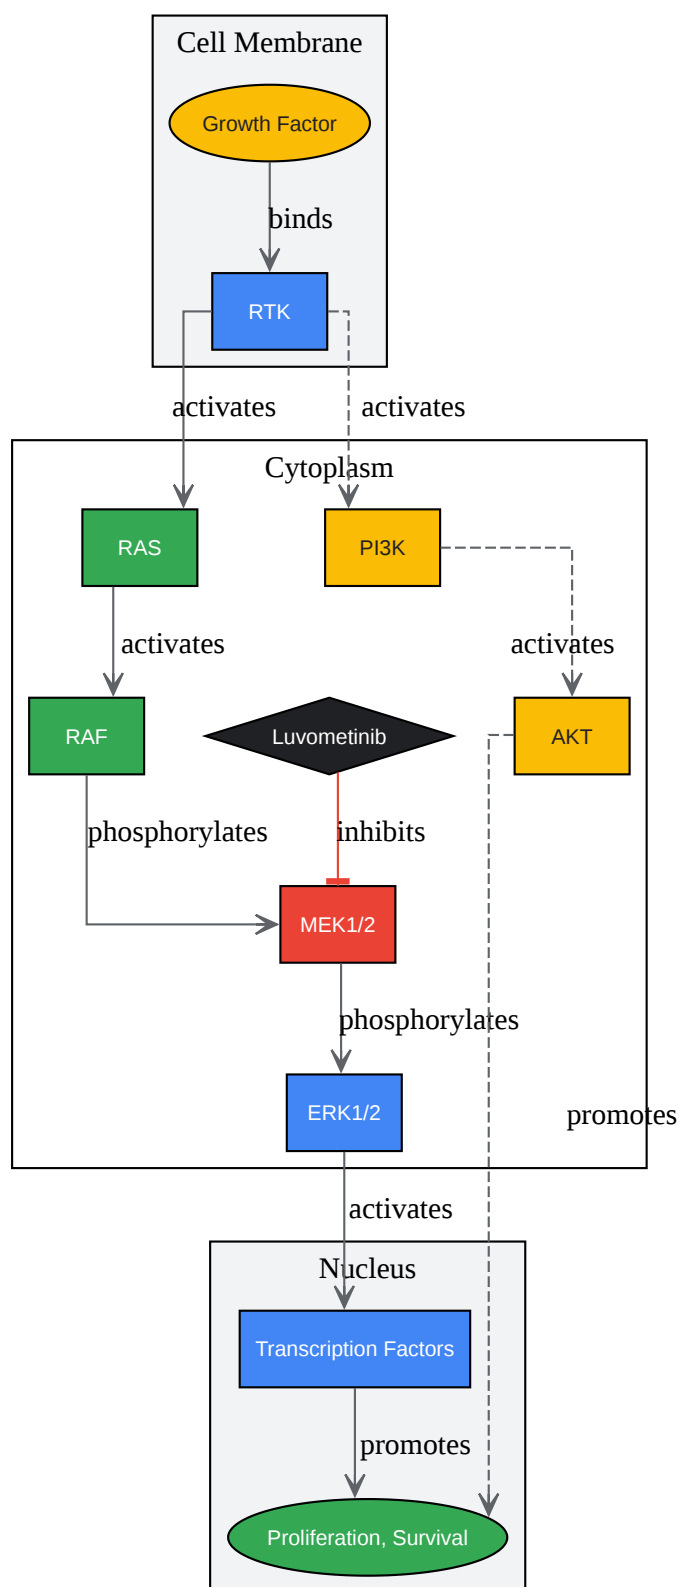 Cell Membrane
Growth Factor
binds
RTK
activates
activates
Cytoplasm
RAS
PI3K
activates
activates
RAF
Luvometinib
AKT
phosphorylates
inhibits
MEK1/2
phosphorylates
ERK1/2
promotes
activates
Nucleus
Transcription Factors
promotes
Proliferation, Survival